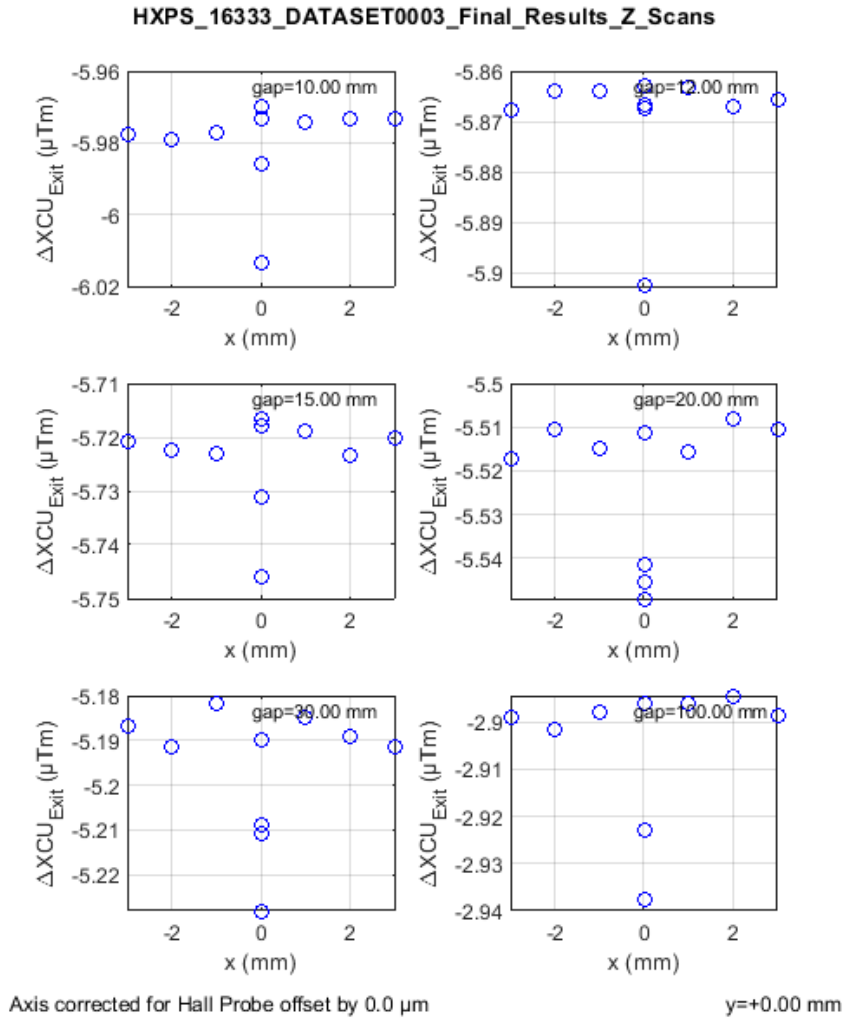 HXPS_16333_DATASET0003_Final_Results_Z_Scans
-5.96
-5.98
-6
-6.02
ΔXCU_Exit (µTm)
gap=10.00 mm
-2 0 2
x (mm)
-5.86
-5.87
-5.88
-5.89
-5.9
ΔXCU_Exit (µTm)
gap=12.00 mm
-2 0 2
x (mm)
-5.71
-5.72
-5.73
-5.74
-5.75
ΔXCU_Exit (µTm)
gap=15.00 mm
-2 0 2
x (mm)
-5.5
-5.51
-5.52
-5.53
-5.54
ΔXCU_Exit (µTm)
gap=20.00 mm
-2 0 2
x (mm)
-5.18
-5.19
-5.2
-5.21
-5.22
ΔXCU_Exit (µTm)
gap=30.00 mm
-2 0 2
x (mm)
-2.9
-2.91
-2.92
-2.93
-2.94
ΔXCU_Exit (µTm)
gap=100.00 mm
-2 0 2
x (mm)
Axis corrected for Hall Probe offset by 0.0 µm
y=+0.00 mm